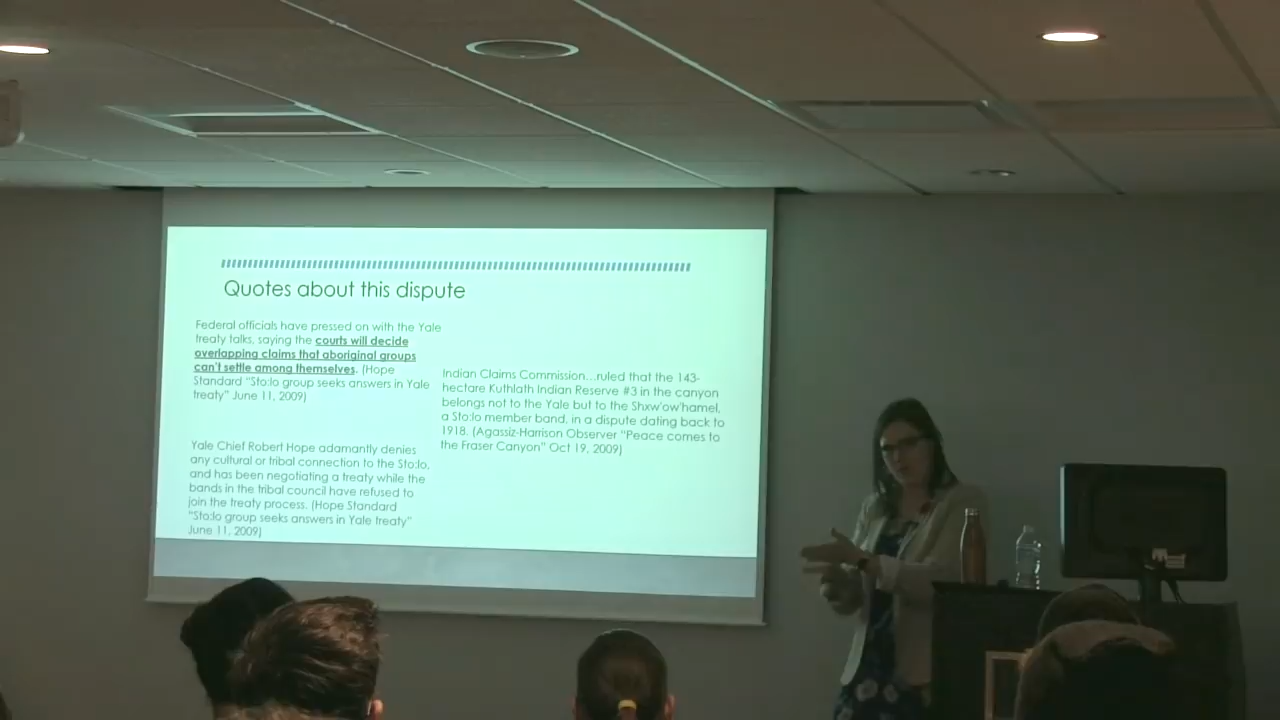 Quotes about this dispute
Federal officials have pressed on with the Yale
treaty talks, saying the courts will decide
overlapping claims that aboriginal groups
can't settle among themselves. (Hope
Standard "Sto:lo group seeks answers in Yale
treaty" June 11, 2009)
Yale Chief Robert Hope adamantly denies
any cultural or tribal connection to the Sto:lo,
and has been negotiating a treaty while the
bands in the tribal council have refused to
join the treaty process. (Hope Standard
"Sto:lo group seeks answers in Yale treaty"
June 11, 2009)
Indian Claims Commission...ruled that the 143-
hectare Kuthlath Indian Reserve #3 in the canyon
belongs not to the Yale but to the Shxw'ow'hamel,
a Sto:lo member band, in a dispute dating back to
1918. (Agassiz-Harrison Observer "Peace comes to
the Fraser Canyon" Oct 19, 2009)